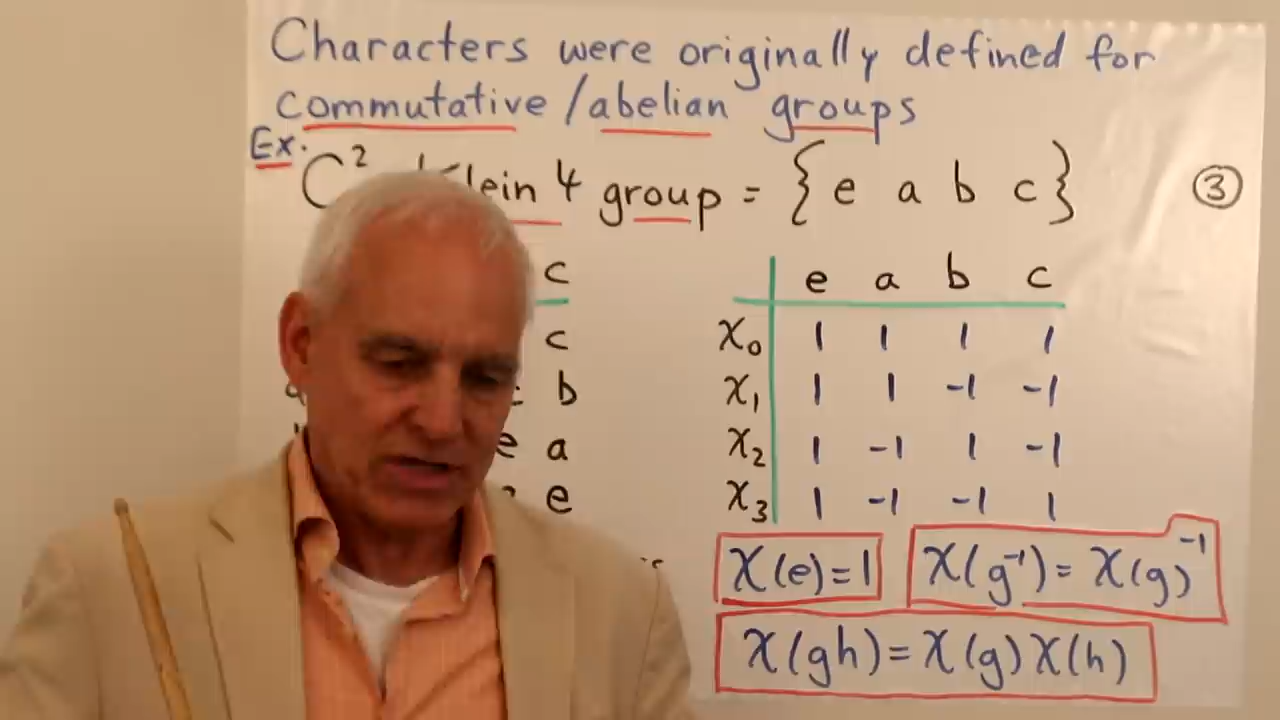 Characters were originally defined for
commutative / abelian groups
Ex. C² Klein 4 group = { e a b c } ③
c
c
b
e a
e
e a b c
χ₀ 1 1 1 1
χ₁ 1 1 -1 -1
χ₂ 1 -1 1 -1
χ₃ 1 -1 -1 1
χ(e)=1
χ(g⁻¹) = χ(g)⁻¹
χ(gh) = χ(g) χ(h)